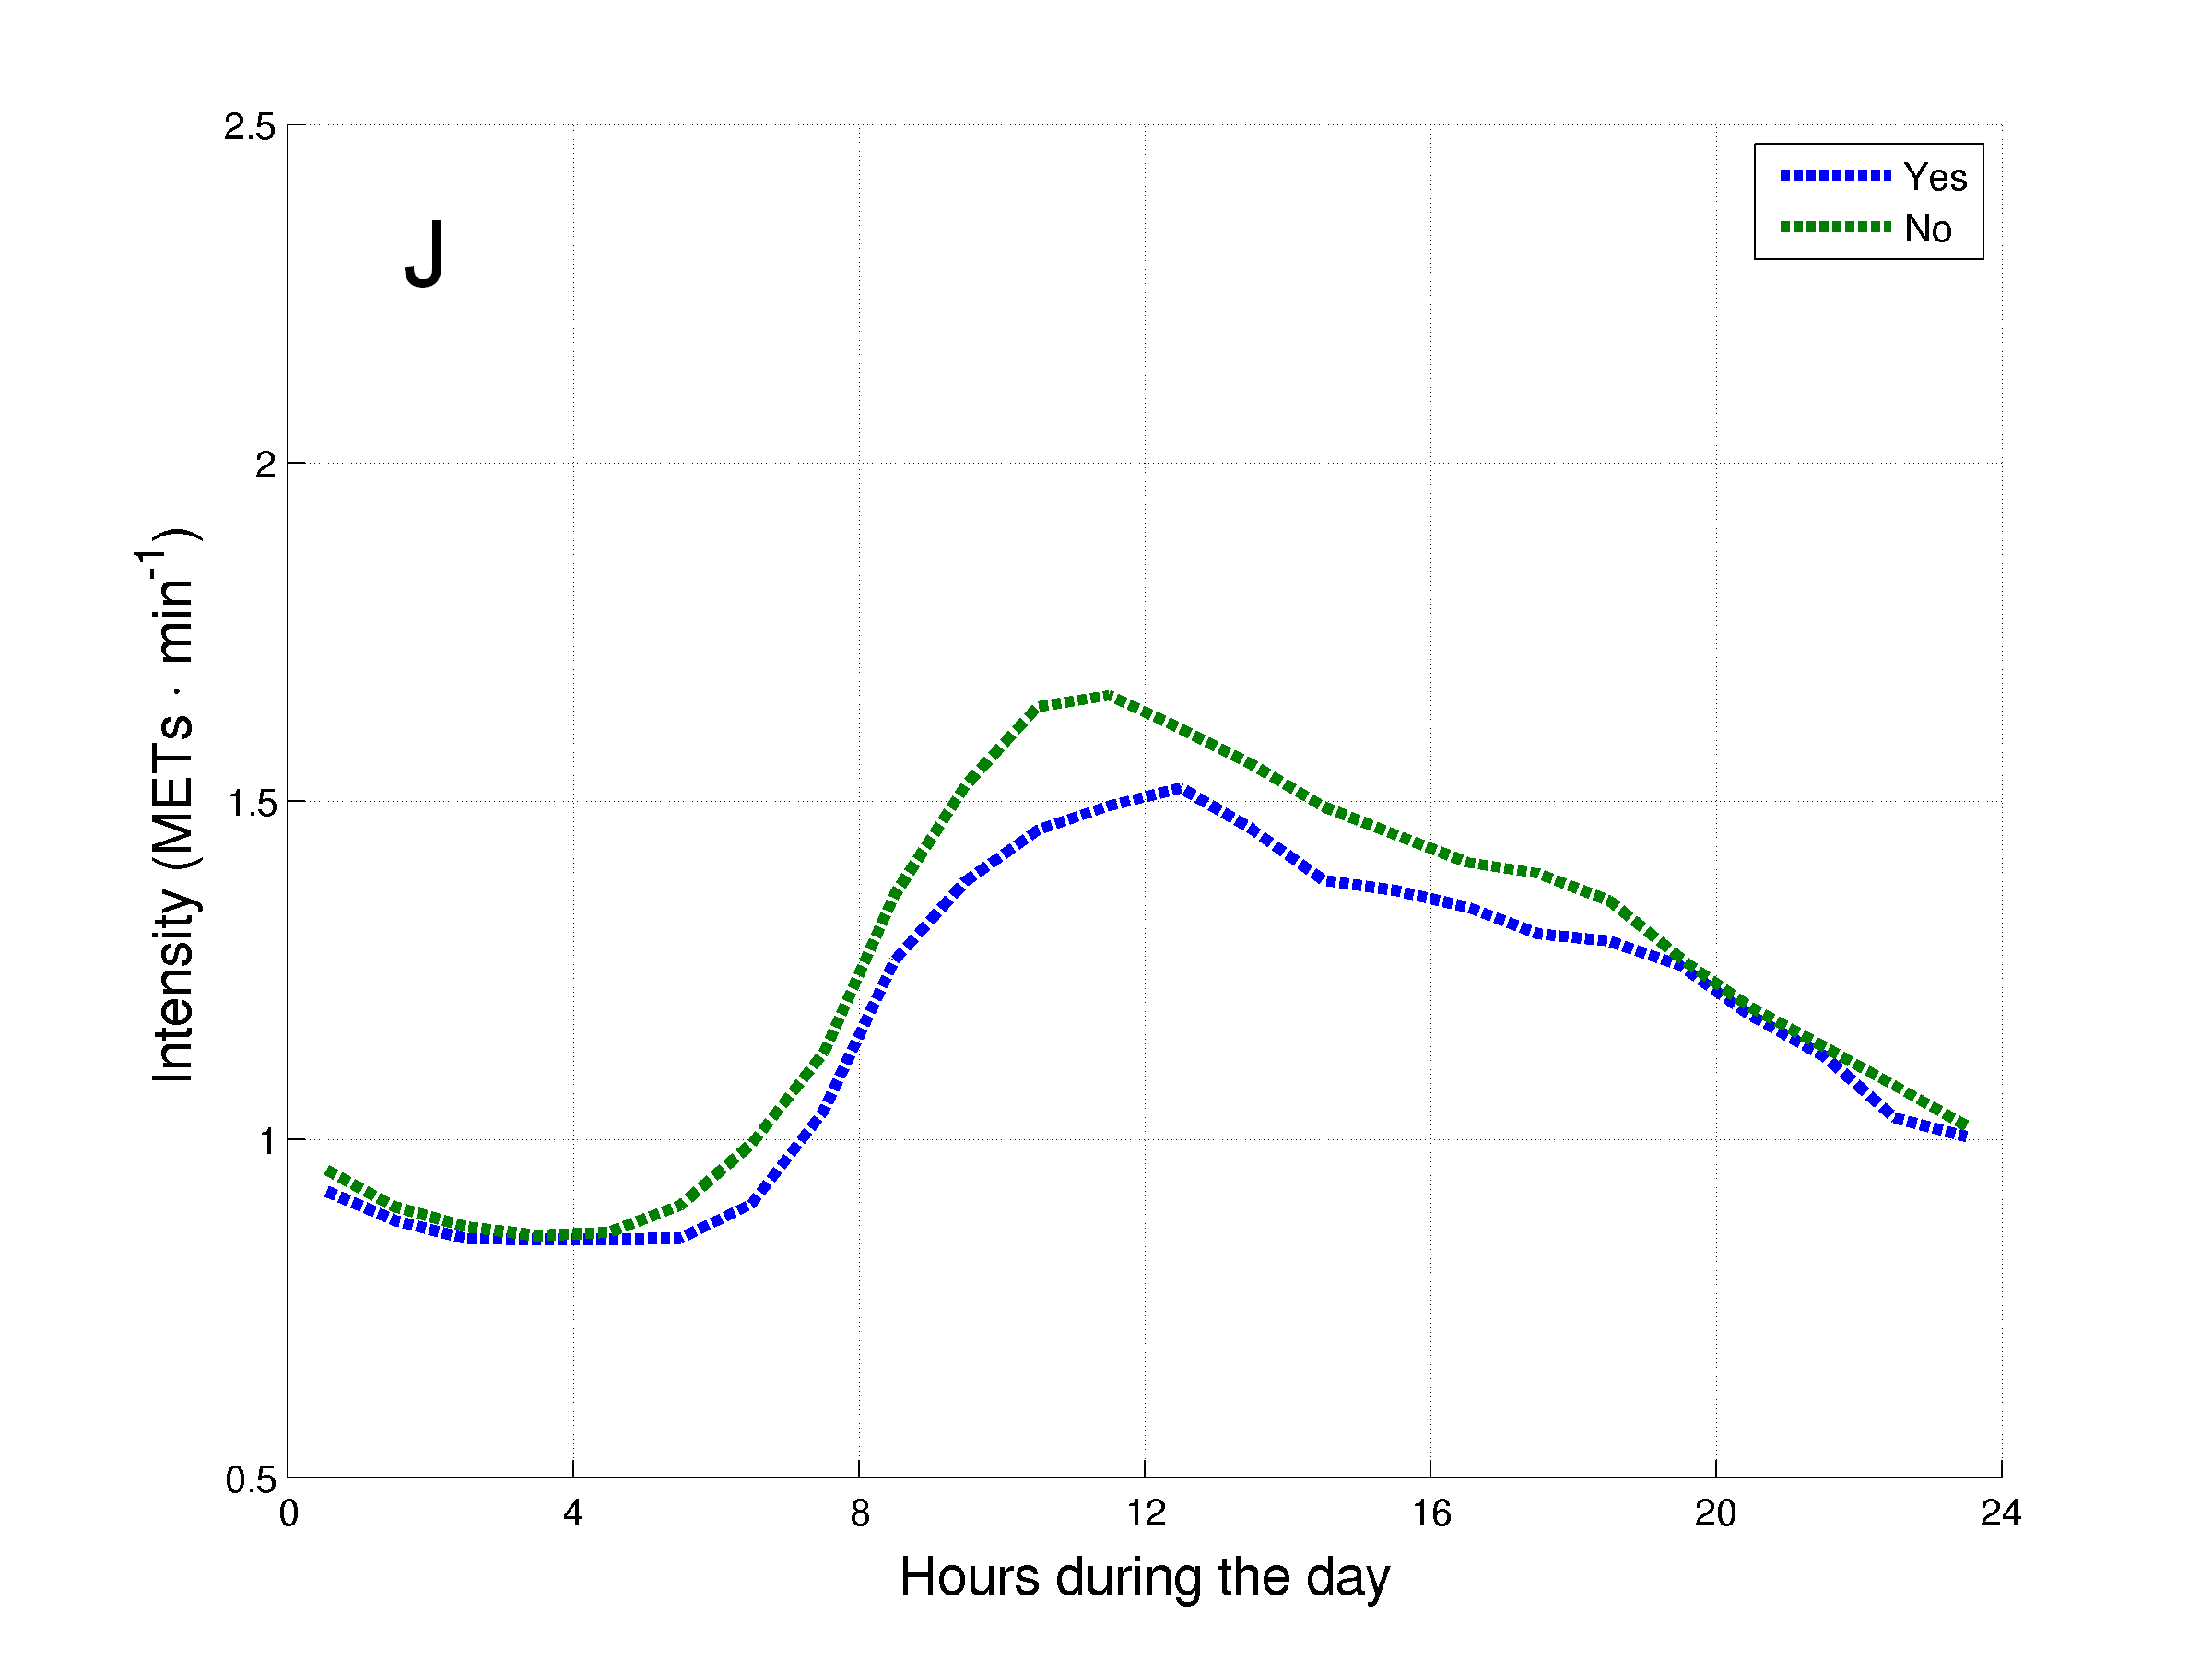 J
Yes
No
2.5
2
1.5
1
0.5
Intensity (METs · min⁻¹)
0 4 8 12 16 20 24
Hours during the day